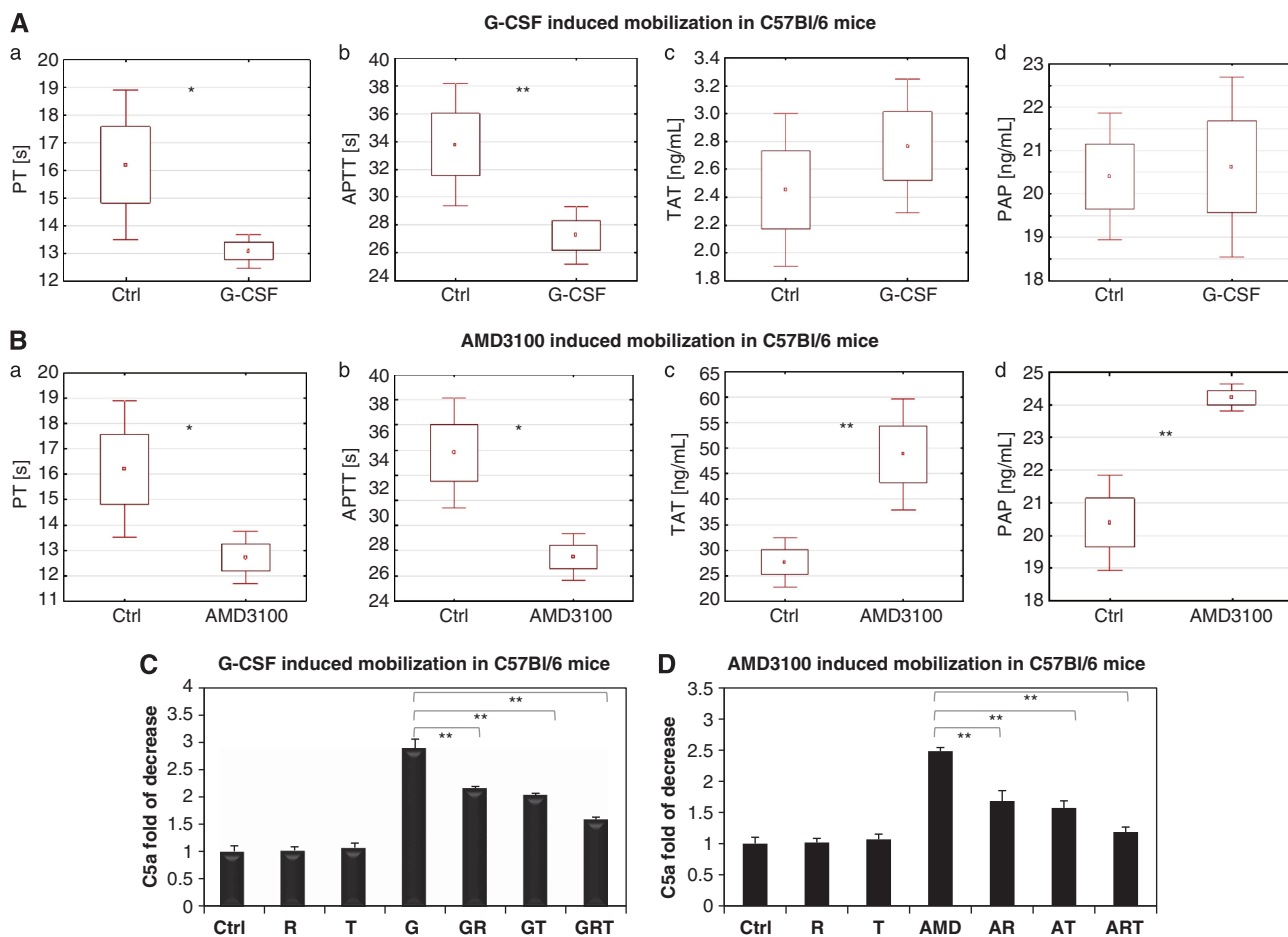 A
G-CSF induced mobilization in C57Bl/6 mice
a
PT [s]
20
19
18
17
16
15
14
13
12
Ctrl
G-CSF
*
b
APTT [s]
40
38
36
34
32
30
28
26
24
Ctrl
G-CSF
**
c
TAT [ng/mL]
3.4
3.2
3.0
2.8
2.6
2.4
2.2
2.0
1.8
Ctrl
G-CSF
d
PAP [ng/mL]
23
22
21
20
19
18
Ctrl
G-CSF
B
AMD3100 induced mobilization in C57Bl/6 mice
a
PT [s]
20
19
18
17
16
15
14
13
12
11
Ctrl
AMD3100
*
b
APTT [s]
40
38
36
34
32
30
28
26
24
Ctrl
AMD3100
*
c
TAT [ng/mL]
65
60
55
50
45
40
35
30
25
20
Ctrl
AMD3100
**
d
PAP [ng/mL]
25
24
23
22
21
20
19
18
Ctrl
AMD3100
**
C
G-CSF induced mobilization in C57Bl/6 mice
C5a fold of decrease
4
3.5
3
2.5
2
1.5
1
0.5
0
**
**
**
Ctrl R T G GR GT GRT
D
AMD3100 induced mobilization in C57Bl/6 mice
C5a fold of decrease
3.5
3
2.5
2
1.5
1
0.5
0
**
**
**
Ctrl R T AMD AR AT ART